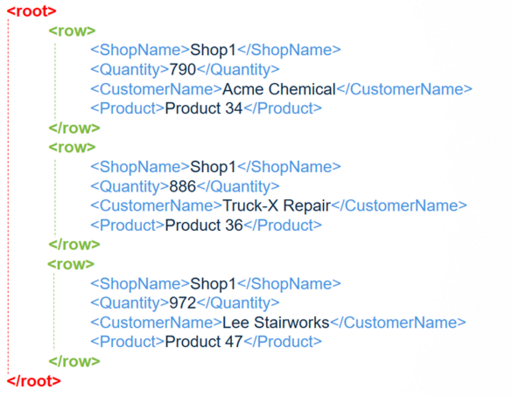 <root>
<row>
<ShopName>Shop1</ShopName>
<Quantity>790</Quantity>
<CustomerName>Acme Chemical</CustomerName>
<Product>Product 34</Product>
</row>
<row>
<ShopName>Shop1</ShopName>
<Quantity>886</Quantity>
<CustomerName>Truck-X Repair</CustomerName>
<Product>Product 36</Product>
</row>
<row>
<ShopName>Shop1</ShopName>
<Quantity>972</Quantity>
<CustomerName>Lee Stairworks</CustomerName>
<Product>Product 47</Product>
</row>
</root>